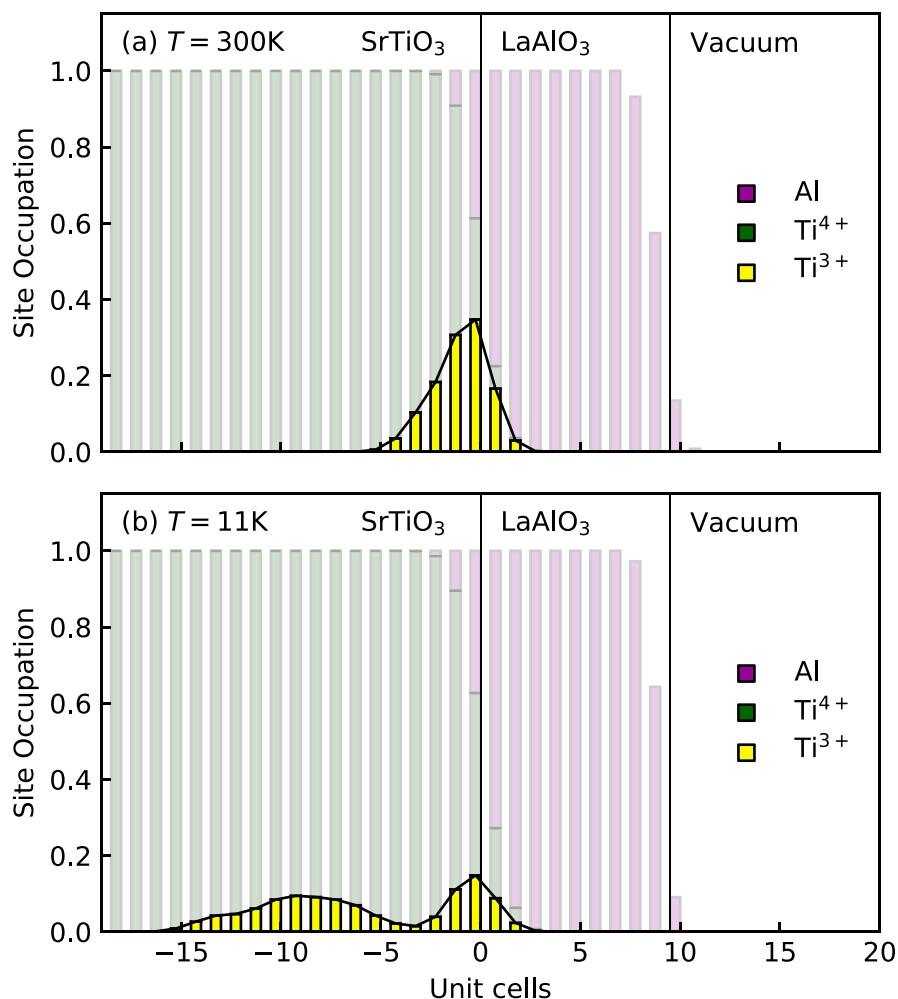 (a) T = 300K SrTiO₃ LaAlO₃ Vacuum
1.0
0.8
0.6
0.4
0.2
0.0
Site Occupation
Al
Ti⁴⁺
Ti³⁺
(b) T = 11K SrTiO₃ LaAlO₃ Vacuum
1.0
0.8
0.6
0.4
0.2
0.0
Site Occupation
Al
Ti⁴⁺
Ti³⁺
−15 −10 −5 0 5 10 15 20
Unit cells